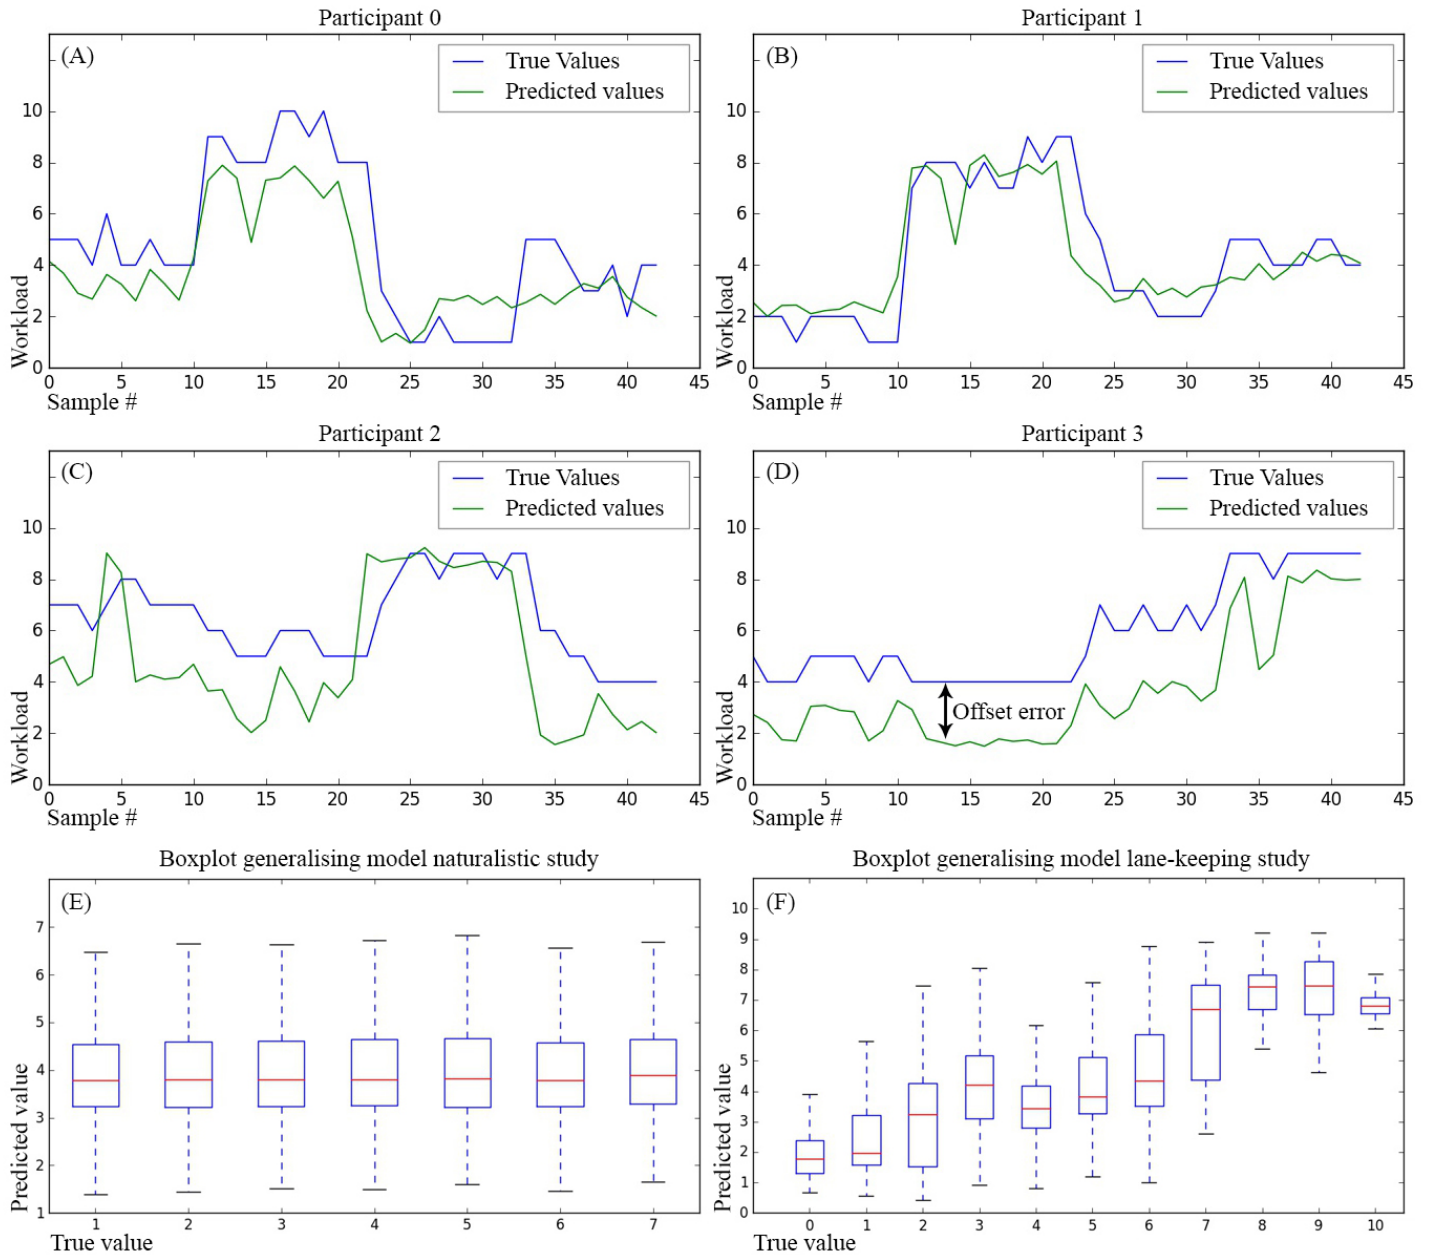 Participant 0
(A)
True Values
Predicted values
10
8
6
4
2
0
Workload
0 5 10 15 20 25 30 35 40 45
Sample #
Participant 1
(B)
True Values
Predicted values
10
8
6
4
2
0
Workload
0 5 10 15 20 25 30 35 40 45
Sample #
Participant 2
(C)
True Values
Predicted values
10
8
6
4
2
0
Workload
0 5 10 15 20 25 30 35 40 45
Sample #
Participant 3
(D)
True Values
Predicted values
10
8
6
4
2
0
Offset error
Workload
0 5 10 15 20 25 30 35 40 45
Sample #
Boxplot generalising model naturalistic study
(E)
7
6
5
4
3
2
1
Predicted value
1 2 3 4 5 6 7
True value
Boxplot generalising model lane-keeping study
(F)
10
9
8
7
6
5
4
3
2
1
0
Predicted value
0 1 2 3 4 5 6 7 8 9 10
True value